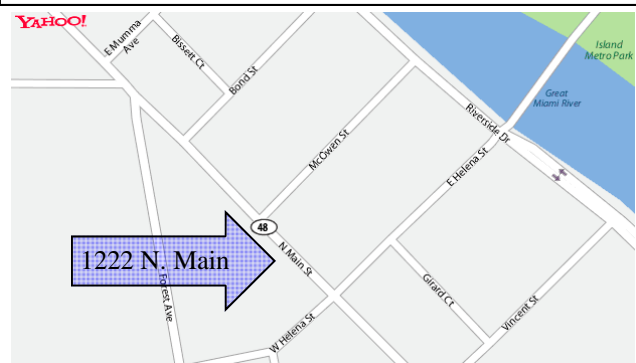 YAHOO!
E Mumma
Ave
Bissert Ct
Bond St
Island
Metro Park
Great
Miami River
Riverside Dr
McOwen St
E Helena St
48
N Main St
1222 N. Main
Forest Ave
Girard Ct
Vincent St
W Helena St